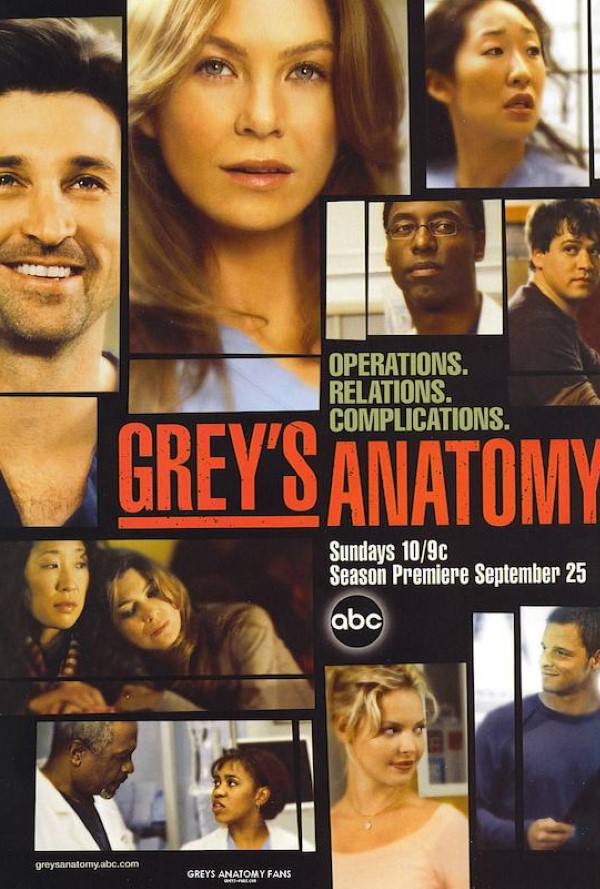 OPERATIONS.
RELATIONS.
COMPLICATIONS.
GREY'S ANATOMY
Sundays 10/9c
Season Premiere September 25
abc
greysanatomy.abc.com
GREYS ANATOMY FANS